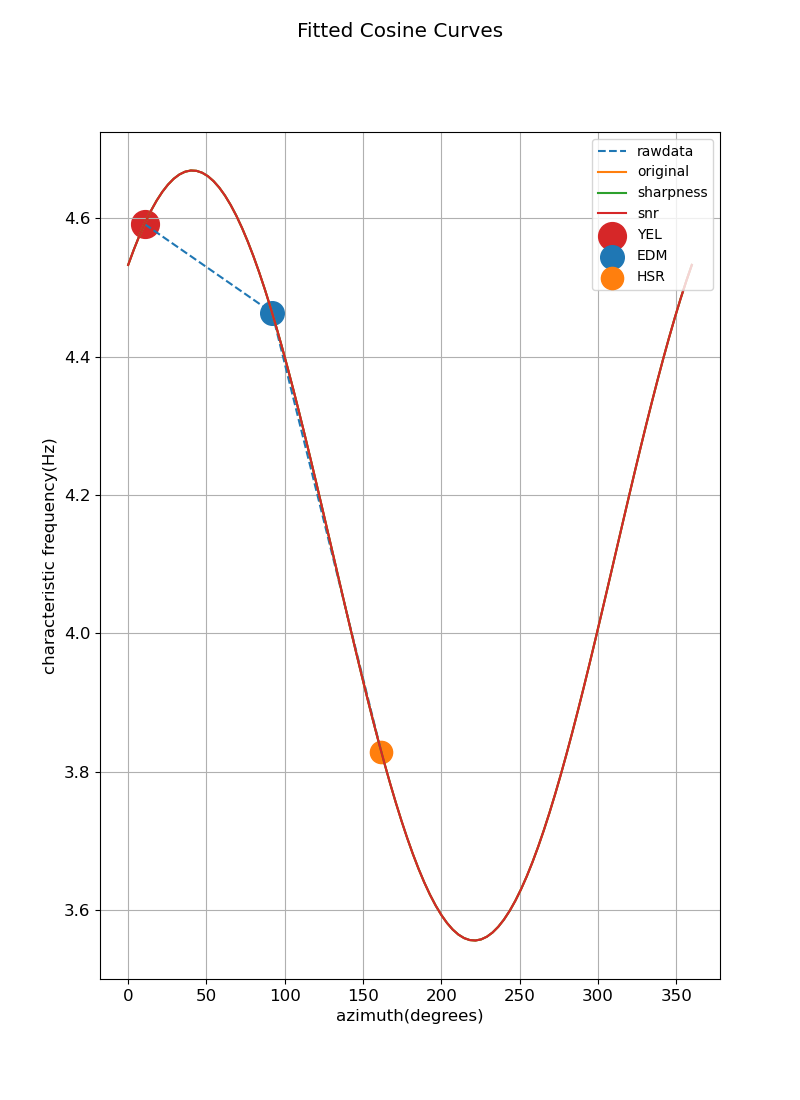 Fitted Cosine Curves
rawdata
original
sharpness
snr
YEL
EDM
HSR
4.6
4.4
4.2
4.0
3.8
3.6
characteristic frequency(Hz)
0 50 100 150 200 250 300 350
azimuth(degrees)